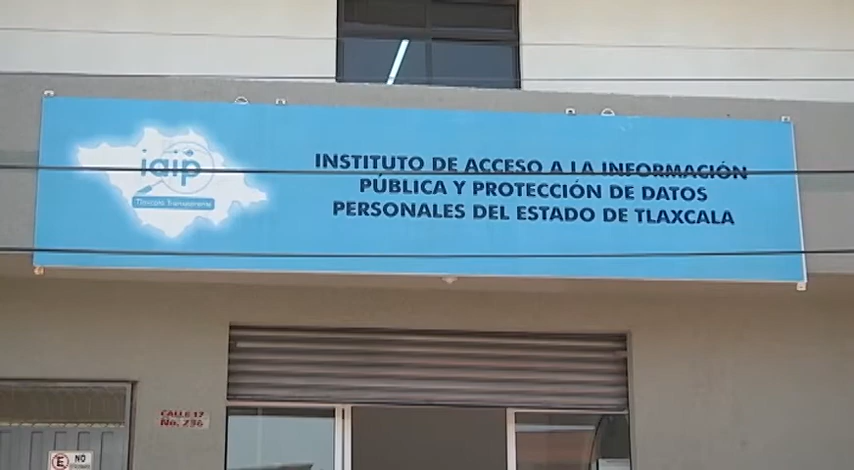 iaip
Tlaxcala Transparente
INSTITUTO DE ACCESO A LA INFORMACIÓN
PÚBLICA Y PROTECCIÓN DE DATOS
PERSONALES DEL ESTADO DE TLAXCALA
CALLE 17
No. 236
E NO